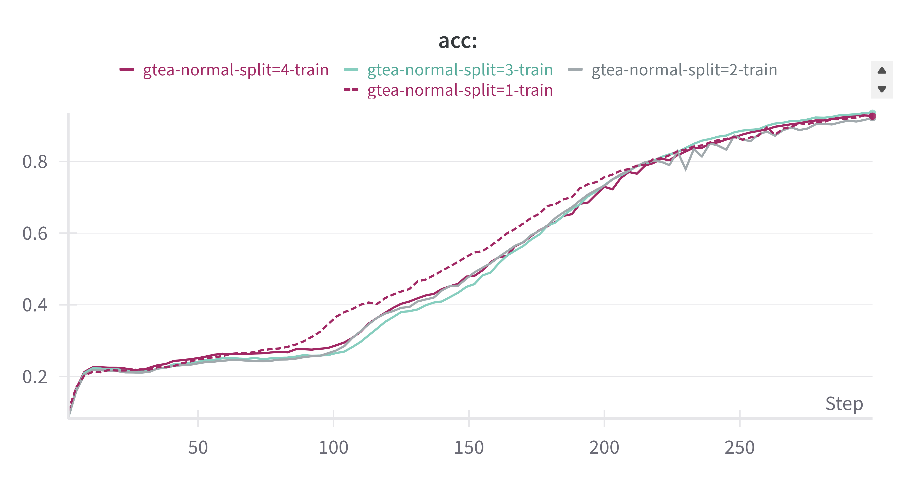 acc:
gtea-normal-split=4-train gtea-normal-split=3-train gtea-normal-split=2-train
gtea-normal-split=1-train
0.8
0.6
0.4
0.2
Step
50 100 150 200 250